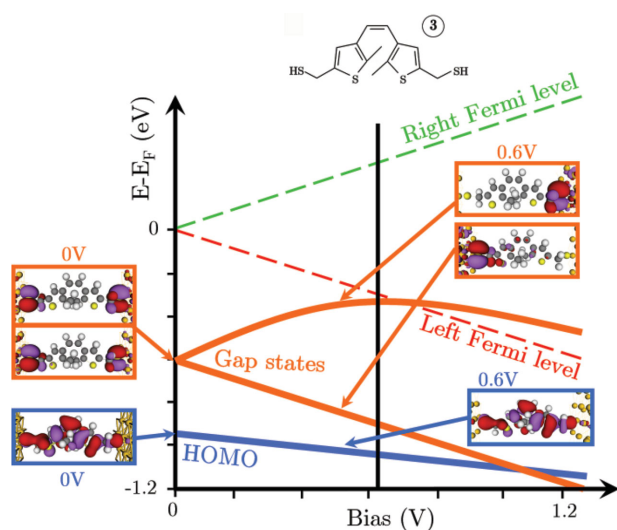 3
HS
S
S
SH
E-E_F (eV)
Right Fermi level
0.6V
0
0V
Left Fermi level
Gap states
0.6V
HOMO
0V
-1.2
0
Bias (V)
1.2